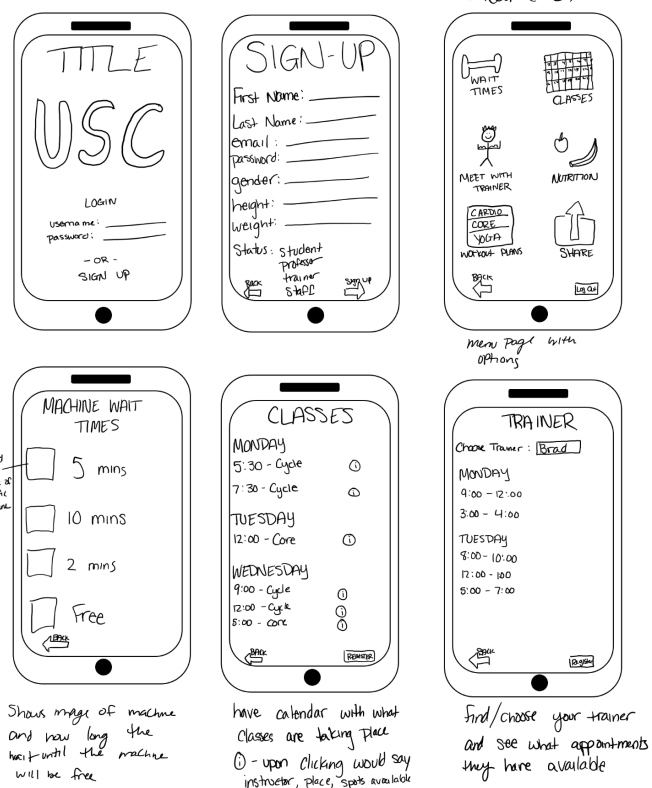 TITLE
USC
LOGIN
username:
password:
- OR -
SIGN UP
SIGN-UP
First Name:
Last Name:
email:
password:
gender:
height:
weight:
Status: Student
professor
trainer
staff
BACK
Sign up
WAIT
TIMES
CLASSES
MEET WITH
TRAINER
NUTRITION
CARDIO
CORE
YOGA
WORKOUT PLANS
SHARE
BACK
Log Out
menu page with
options
MACHINE WAIT
TIMES
5 mins
10 mins
2 mins
Free
BACK
Shows image of machine
and how long the
wait until the machine
will be free
CLASSES
MONDAY
5:30 - Cycle i
7:30 - Cycle i
TUESDAY
12:00 - Core i
WEDNESDAY
9:00 - Cycle i
12:00 - Cycle i
5:00 - core i
BACK
REGISTER
have calendar with what
classes are taking place
i - upon clicking would say
instructor, place, spots available
TRAINER
Choose Trainer: Brad
MONDAY
9:00 - 12:00
3:00 - 4:00
TUESDAY
8:00 - 10:00
12:00 - 1:00
5:00 - 7:00
BACK
Register
find/choose your trainer
and see what appointments
they have available